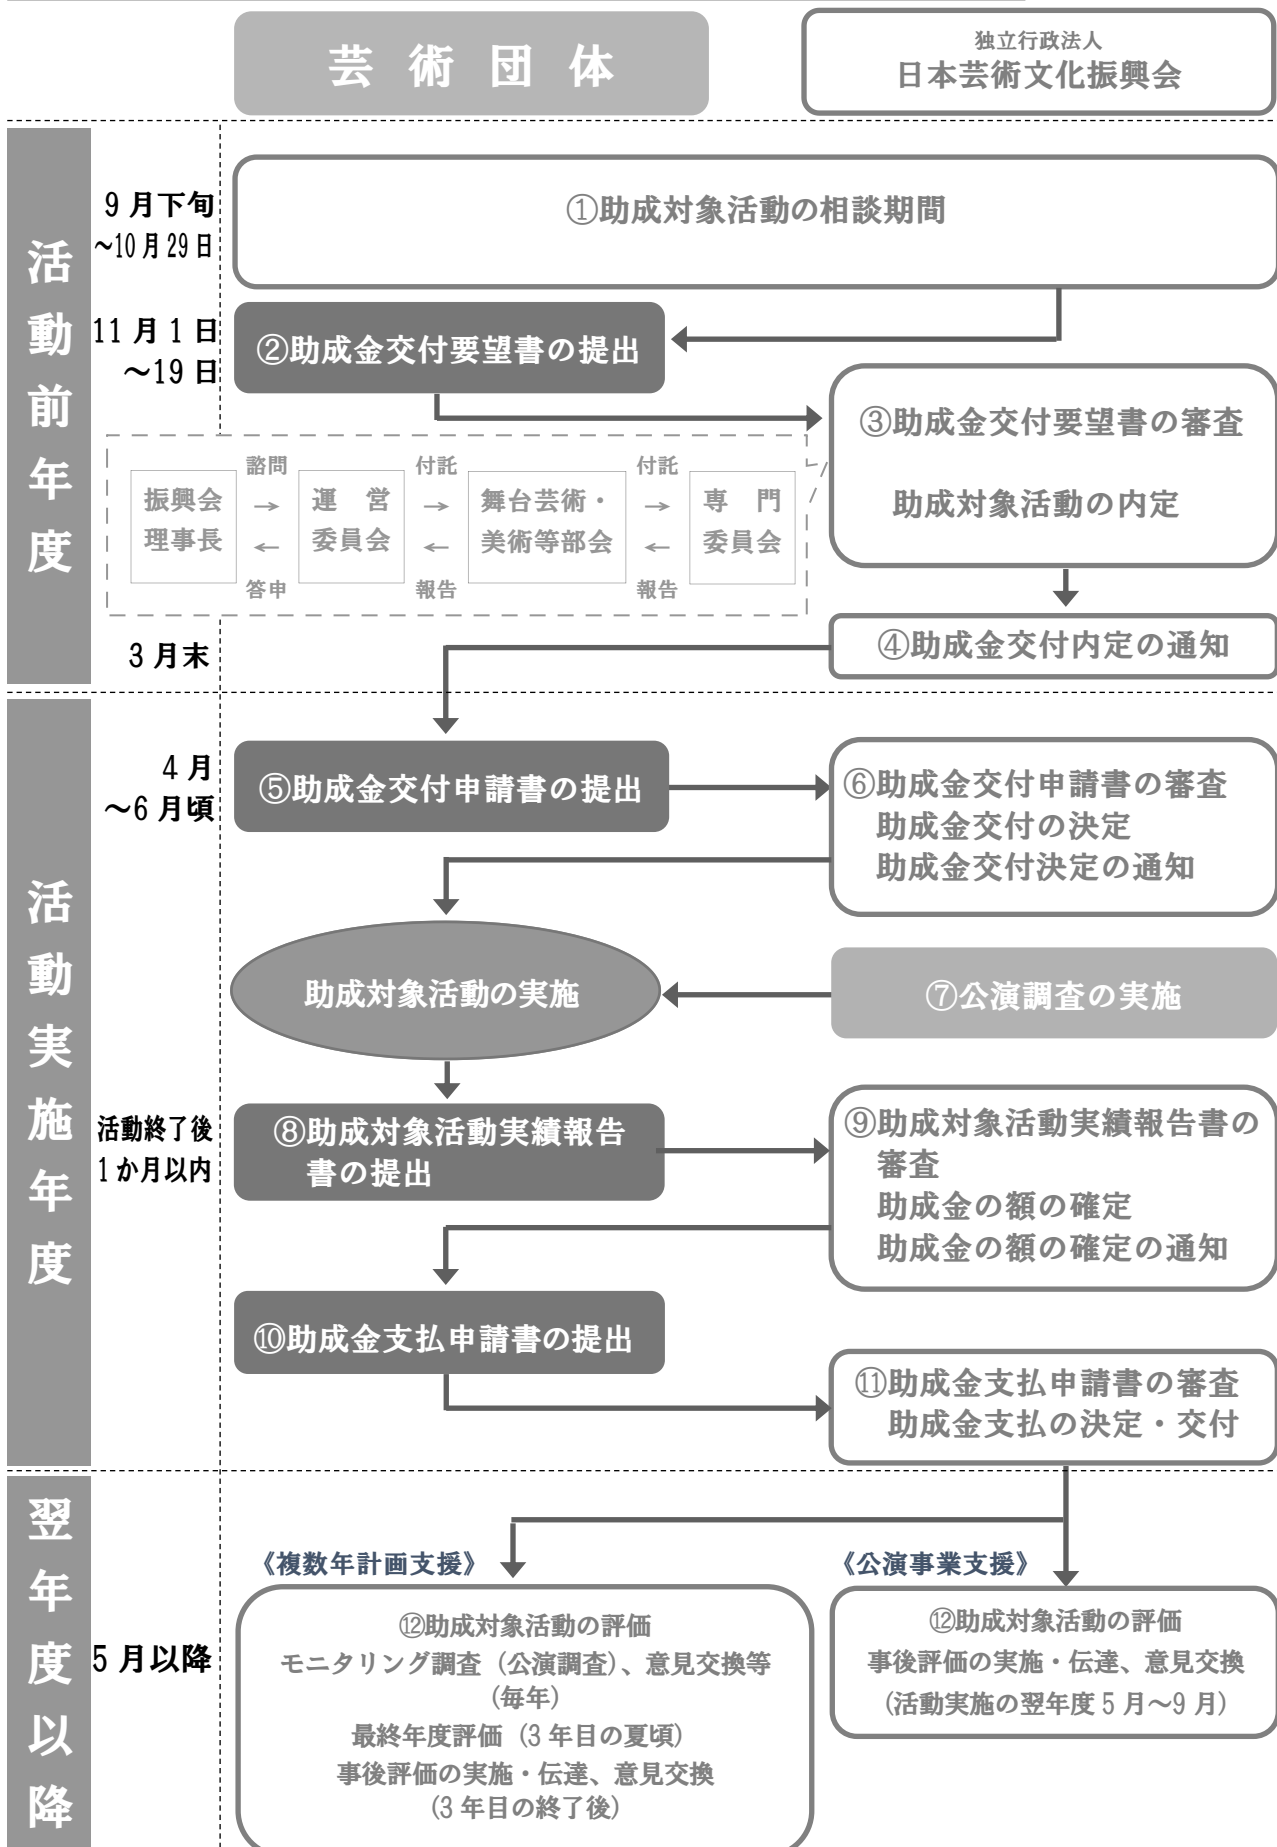 芸術団体
独立行政法人
日本芸術文化振興会
活動前年度
9月下旬
～10月29日
①助成対象活動の相談期間
11月1日
～19日
②助成金交付要望書の提出
③助成金交付要望書の審査
助成対象活動の内定
諮問
付託
付託
振興会
理事長
→
←
運営
委員会
→
←
舞台芸術・
美術等部会
→
←
専門
委員会
答申
報告
報告
3月末
④助成金交付内定の通知
活動実施年度
4月
～6月頃
⑤助成金交付申請書の提出
⑥助成金交付申請書の審査
助成金交付の決定
助成金交付決定の通知
助成対象活動の実施
⑦公演調査の実施
活動終了後
1か月以内
⑧助成対象活動実績報告
書の提出
⑨助成対象活動実績報告書の
審査
助成金の額の確定
助成金の額の確定の通知
⑩助成金支払申請書の提出
⑪助成金支払申請書の審査
助成金支払の決定・交付
翌年度以降
5月以降
《複数年計画支援》
⑫助成対象活動の評価
モニタリング調査（公演調査）、意見交換等
(毎年)
最終年度評価（3年目の夏頃）
事後評価の実施・伝達、意見交換
(3年目の終了後)
《公演事業支援》
⑫助成対象活動の評価
事後評価の実施・伝達、意見交換
(活動実施の翌年度5月～9月)